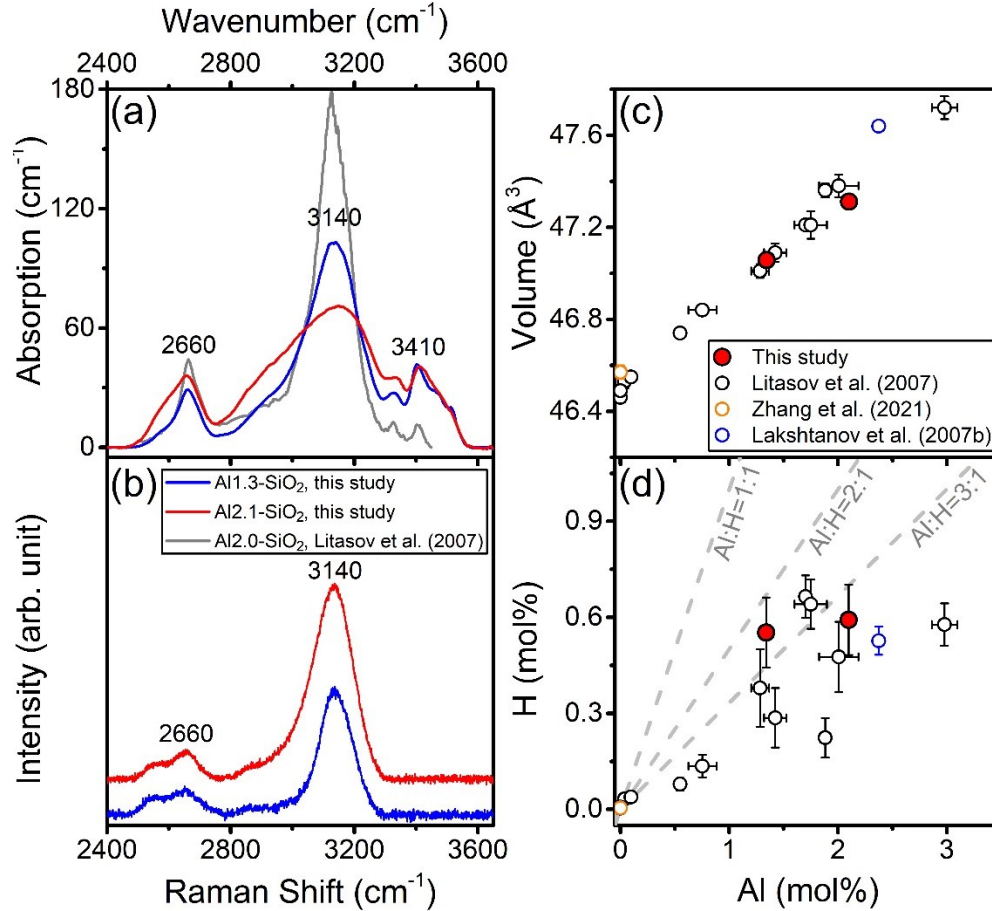 Wavenumber (cm⁻¹)
2400 2800 3200 3600
(a)
180
120
60
0
Absorption (cm⁻¹)
3140
2660
3410
(b)
Al1.3-SiO₂, this study
Al2.1-SiO₂, this study
Al2.0-SiO₂, Litasov et al. (2007)
3140
2660
Intensity (arb. unit)
2400 2800 3200 3600
Raman Shift (cm⁻¹)
(c)
47.6
47.2
46.8
46.4
Volume (Å³)
This study
Litasov et al. (2007)
Zhang et al. (2021)
Lakshtanov et al. (2007b)
(d)
Al:H=1:1
Al:H=2:1
Al:H=3:1
0.9
0.6
0.3
0.0
H (mol%)
0 1 2 3
Al (mol%)